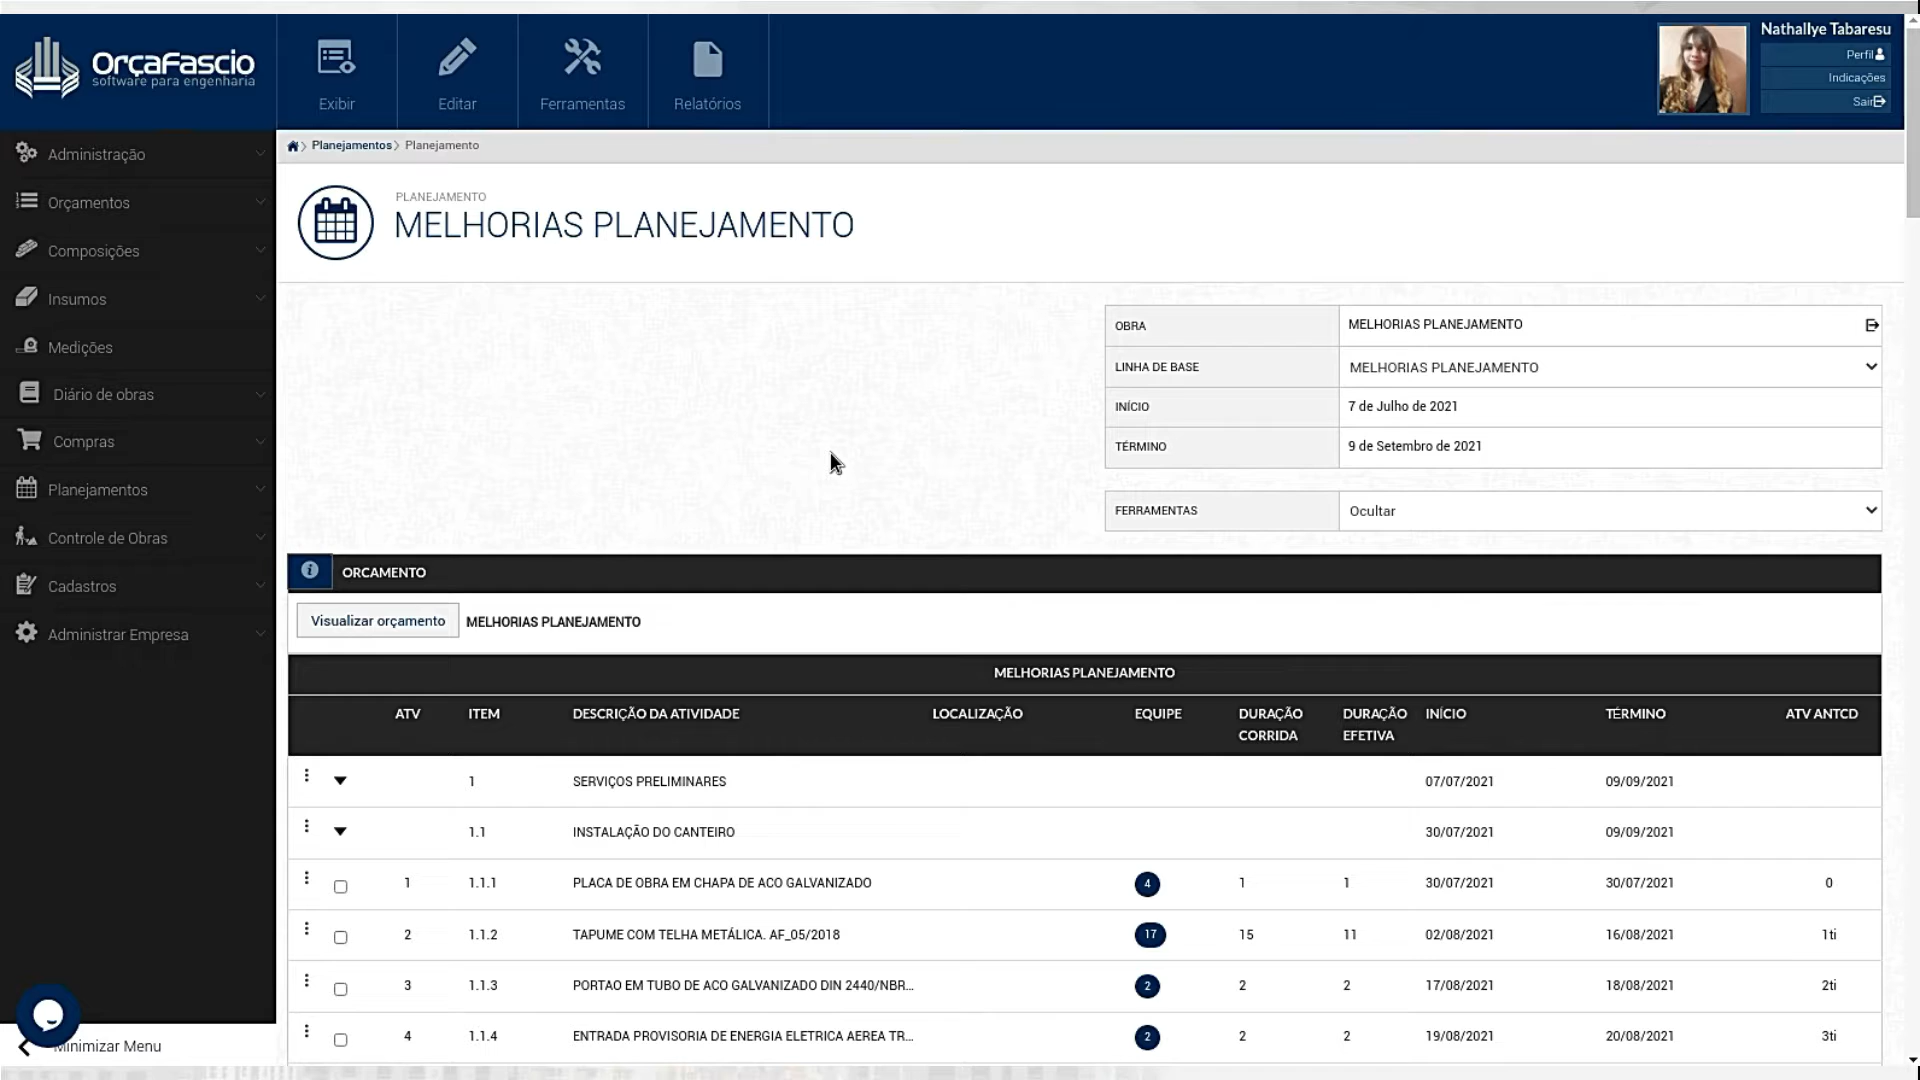 OrçaFascio
software para engenharia
Exibir
Editar
Ferramentas
Relatórios
Nathallye Tabaresu
Perfil
Indicações
Sair
Administração
Orçamentos
Composições
Insumos
Medições
Diário de obras
Compras
Planejamentos
Controle de Obras
Cadastros
Administrar Empresa
Minimizar Menu
Planejamentos
Planejamento
PLANEJAMENTO
MELHORIAS PLANEJAMENTO
OBRA MELHORIAS PLANEJAMENTO
LINHA DE BASE MELHORIAS PLANEJAMENTO
INÍCIO 7 de Julho de 2021
TÉRMINO 9 de Setembro de 2021
FERRAMENTAS Ocultar
ORCAMENTO
Visualizar orçamento MELHORIAS PLANEJAMENTO
MELHORIAS PLANEJAMENTO
ATV ITEM DESCRIÇÃO DA ATIVIDADE LOCALIZAÇÃO EQUIPE DURAÇÃO CORRIDA DURAÇÃO EFETIVA INÍCIO TÉRMINO ATV ANTCD
1 SERVIÇOS PRELIMINARES 07/07/2021 09/09/2021
1.1 INSTALAÇÃO DO CANTEIRO 30/07/2021 09/09/2021
1 1.1.1 PLACA DE OBRA EM CHAPA DE ACO GALVANIZADO 4 1 1 30/07/2021 30/07/2021 0
2 1.1.2 TAPUME COM TELHA METÁLICA. AF_05/2018 17 15 11 02/08/2021 16/08/2021 1ti
3 1.1.3 PORTAO EM TUBO DE ACO GALVANIZADO DIN 2440/NBR... 2 2 2 17/08/2021 18/08/2021 2ti
4 1.1.4 ENTRADA PROVISORIA DE ENERGIA ELETRICA AEREA TR... 2 2 2 19/08/2021 20/08/2021 3ti